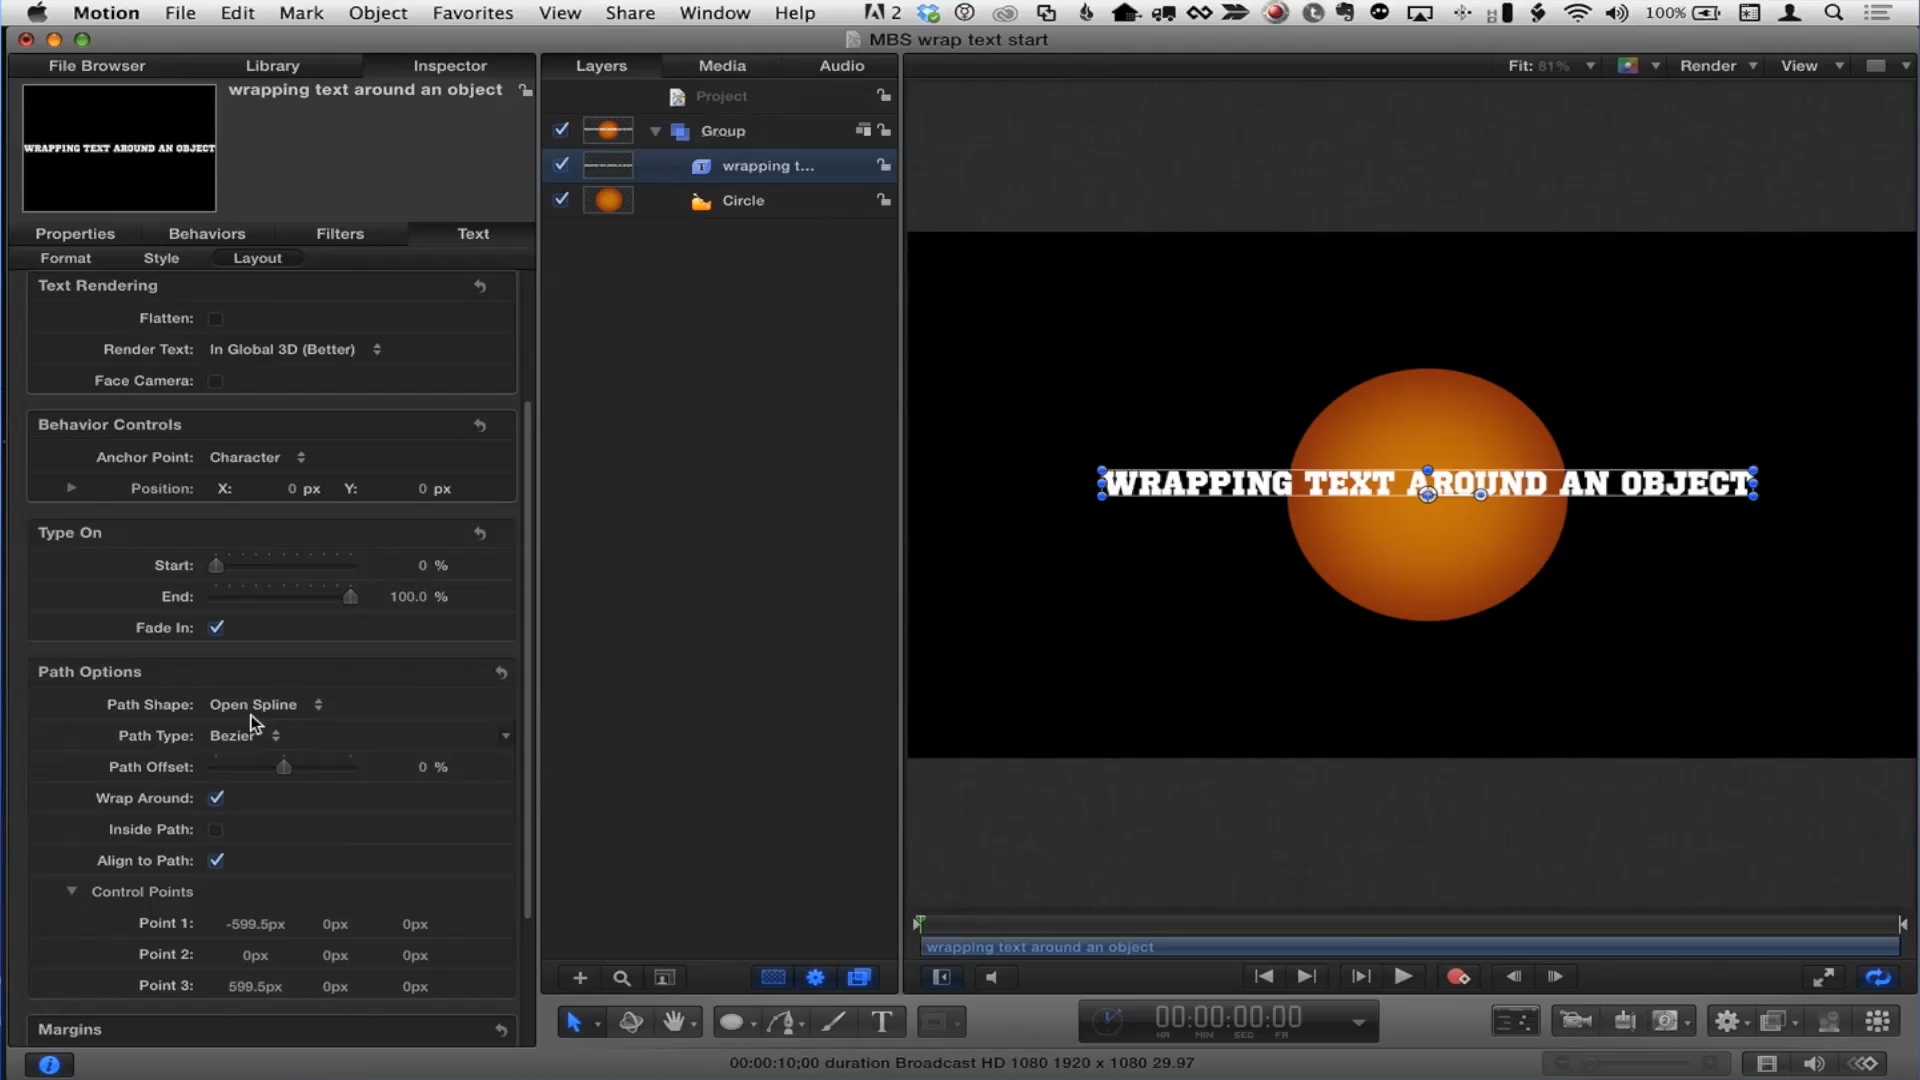 Motion File Edit Mark Object Favorites View Share Window Help 2 100%
MBS wrap text start
File Browser Library Inspector Layers Media Audio Fit: 81% Render View
wrapping text around an object
WRAPPING TEXT AROUND AN OBJECT
Project
Group
wrapping t...
Circle
Properties Behaviors Filters Text
Format Style Layout
Text Rendering
Flatten:
Render Text: In Global 3D (Better)
Face Camera:
Behavior Controls
Anchor Point: Character
Position: X: 0 px Y: 0 px
Type On
Start: 0 %
End: 100.0 %
Fade In:
Path Options
Path Shape: Open Spline
Path Type: Bezier
Path Offset: 0 %
Wrap Around:
Inside Path:
Align to Path:
Control Points
Point 1: -599.5px 0px 0px
Point 2: 0px 0px 0px
Point 3: 599.5px 0px 0px
Margins
WRAPPING TEXT AROUND AN OBJECT
wrapping text around an object
T
00:00:00:00
HR MIN SEC FR
00:00:10;00 duration Broadcast HD 1080 1920 x 1080 29.97